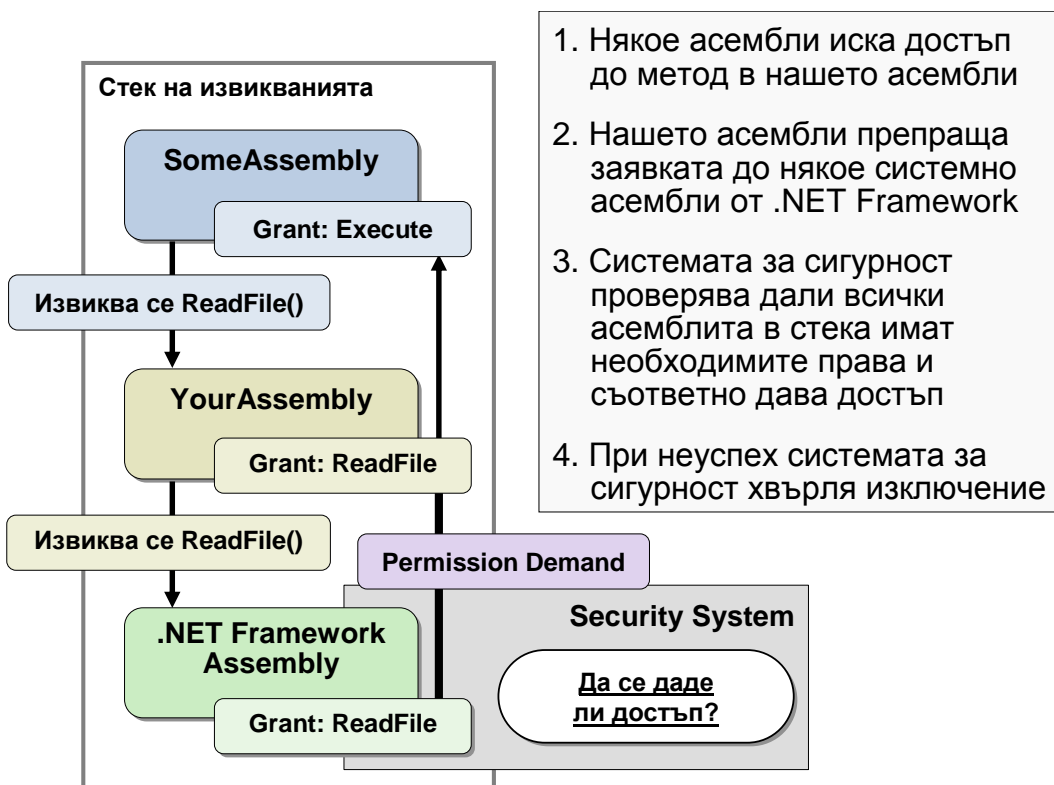 Стек на извикванията
SomeAssembly
Grant: Execute
Извиква се ReadFile()
YourAssembly
Grant: ReadFile
Извиква се ReadFile()
Permission Demand
.NET Framework
Assembly
Grant: ReadFile
Security System
Да се даде
ли достъп?
1. Някое асембли иска достъп
до метод в нашето асембли
2. Нашето асембли препраща
заявката до някое системно
асембли от .NET Framework
3. Системата за сигурност
проверява дали всички
асемблита в стека имат
необходимите права и
съответно дава достъп
4. При неуспех системата за
сигурност хвърля изключение